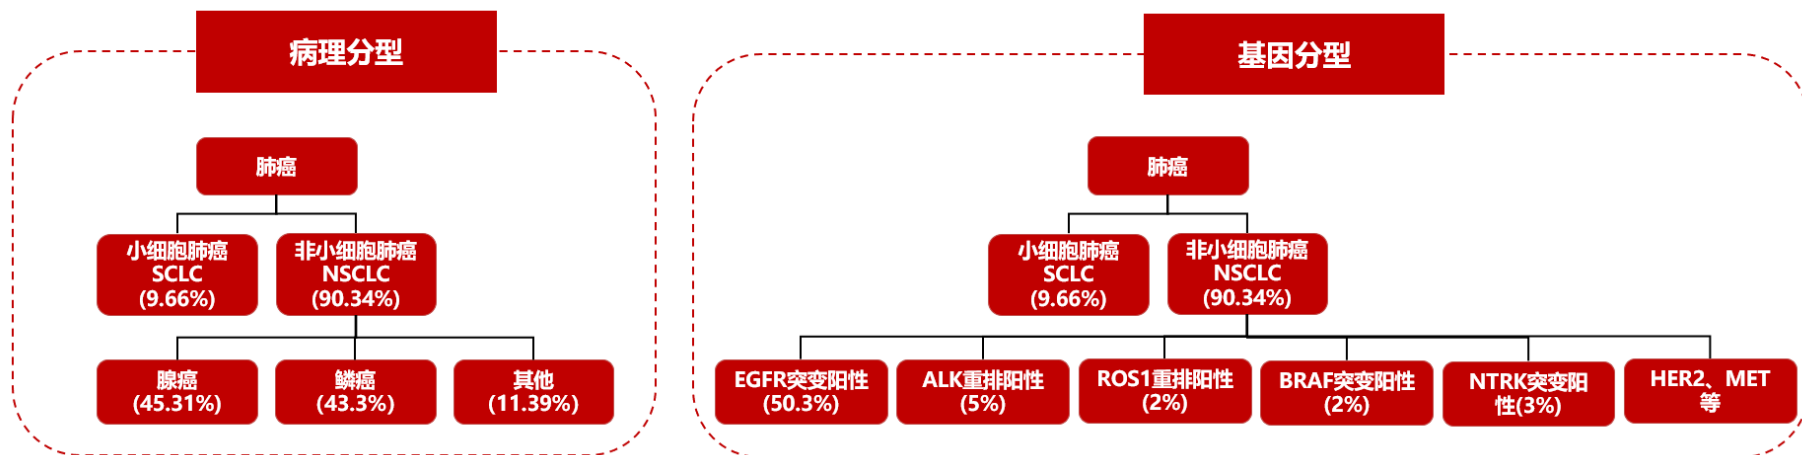 病理分型
肺癌
小细胞肺癌
SCLC
(9.66%)
非小细胞肺癌
NSCLC
(90.34%)
腺癌
(45.31%)
鳞癌
(43.3%)
其他
(11.39%)
基因分型
肺癌
小细胞肺癌
SCLC
(9.66%)
非小细胞肺癌
NSCLC
(90.34%)
EGFR突变阳性
(50.3%)
ALK重排阳性
(5%)
ROS1重排阳性
(2%)
BRAF突变阳性
(2%)
NTRK突变阳
性(3%)
HER2、MET
等